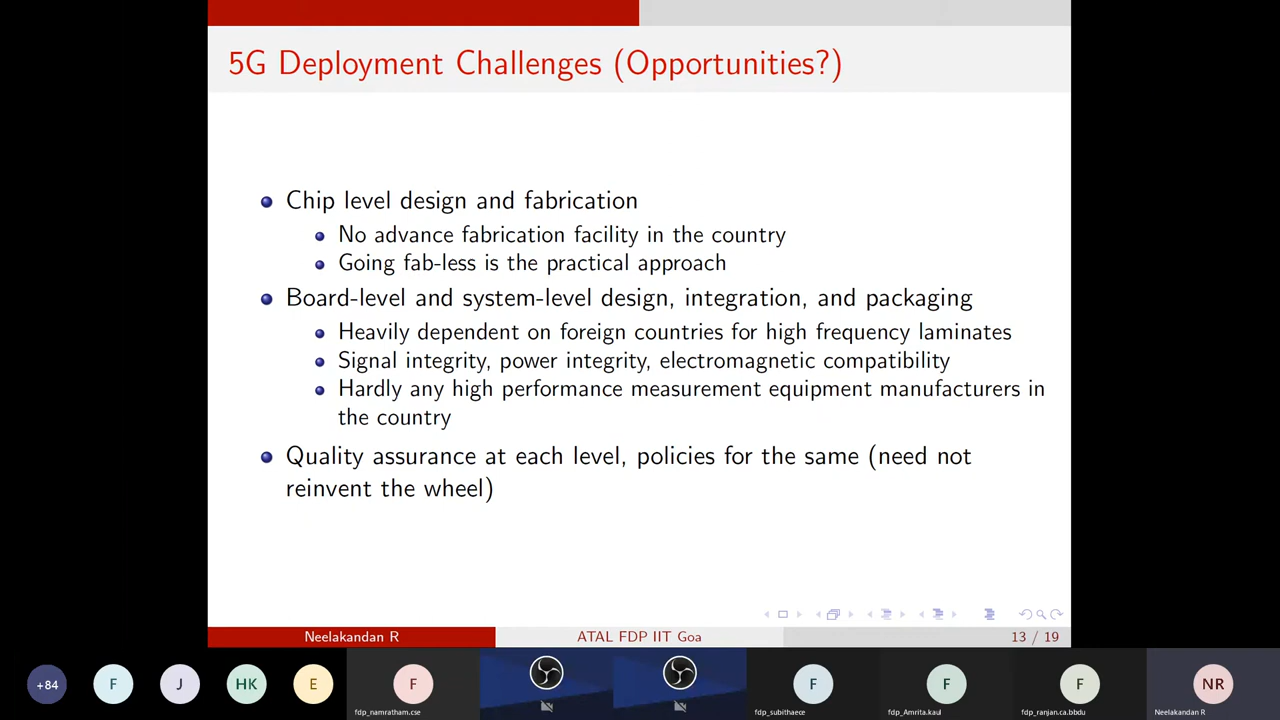 5G Deployment Challenges (Opportunities?)
Chip level design and fabrication
No advance fabrication facility in the country
Going fab-less is the practical approach
Board-level and system-level design, integration, and packaging
Heavily dependent on foreign countries for high frequency laminates
Signal integrity, power integrity, electromagnetic compatibility
Hardly any high performance measurement equipment manufacturers in
the country
Quality assurance at each level, policies for the same (need not
reinvent the wheel)
Neelakandan R ATAL FDP IIT Goa 13 / 19
+84 F J HK E F F F F NR
fdp_namratham.cse fdp_subithaece fdp_Amrita.kaul fdp_ranjan.ca.bbdu Neelakandan R